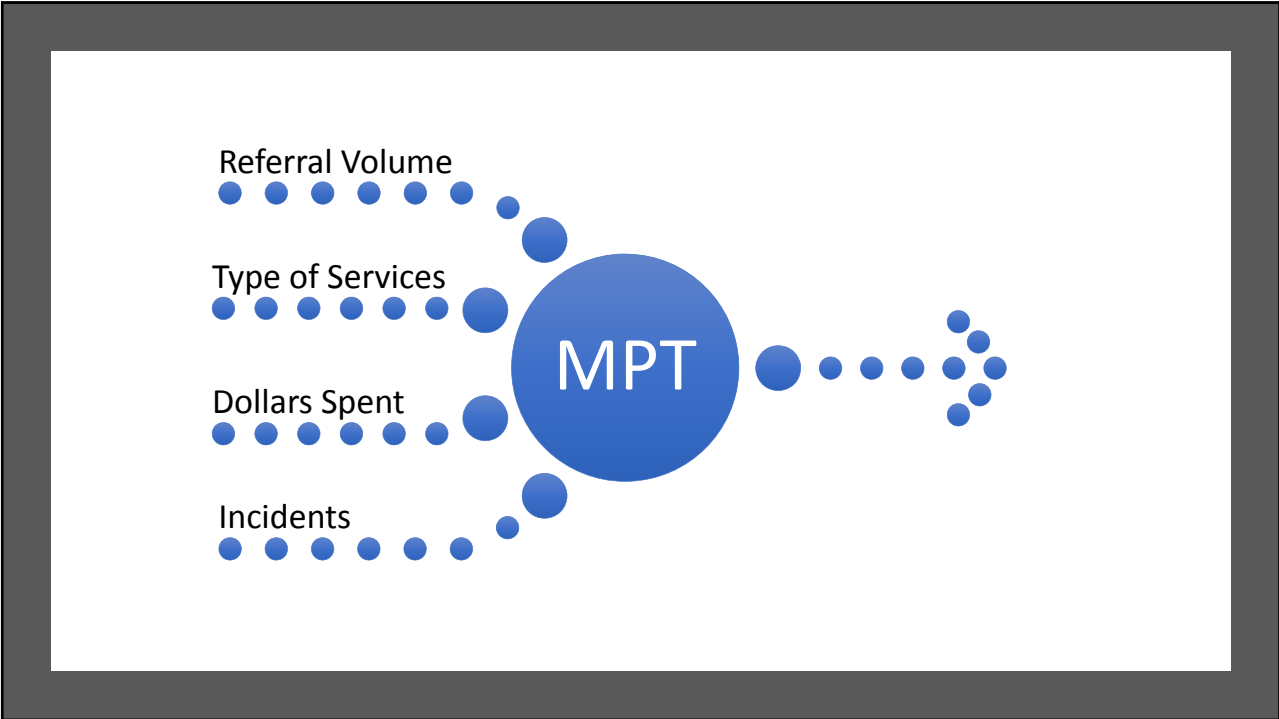 Referral Volume
Type of Services
Dollars Spent
Incidents
MPT